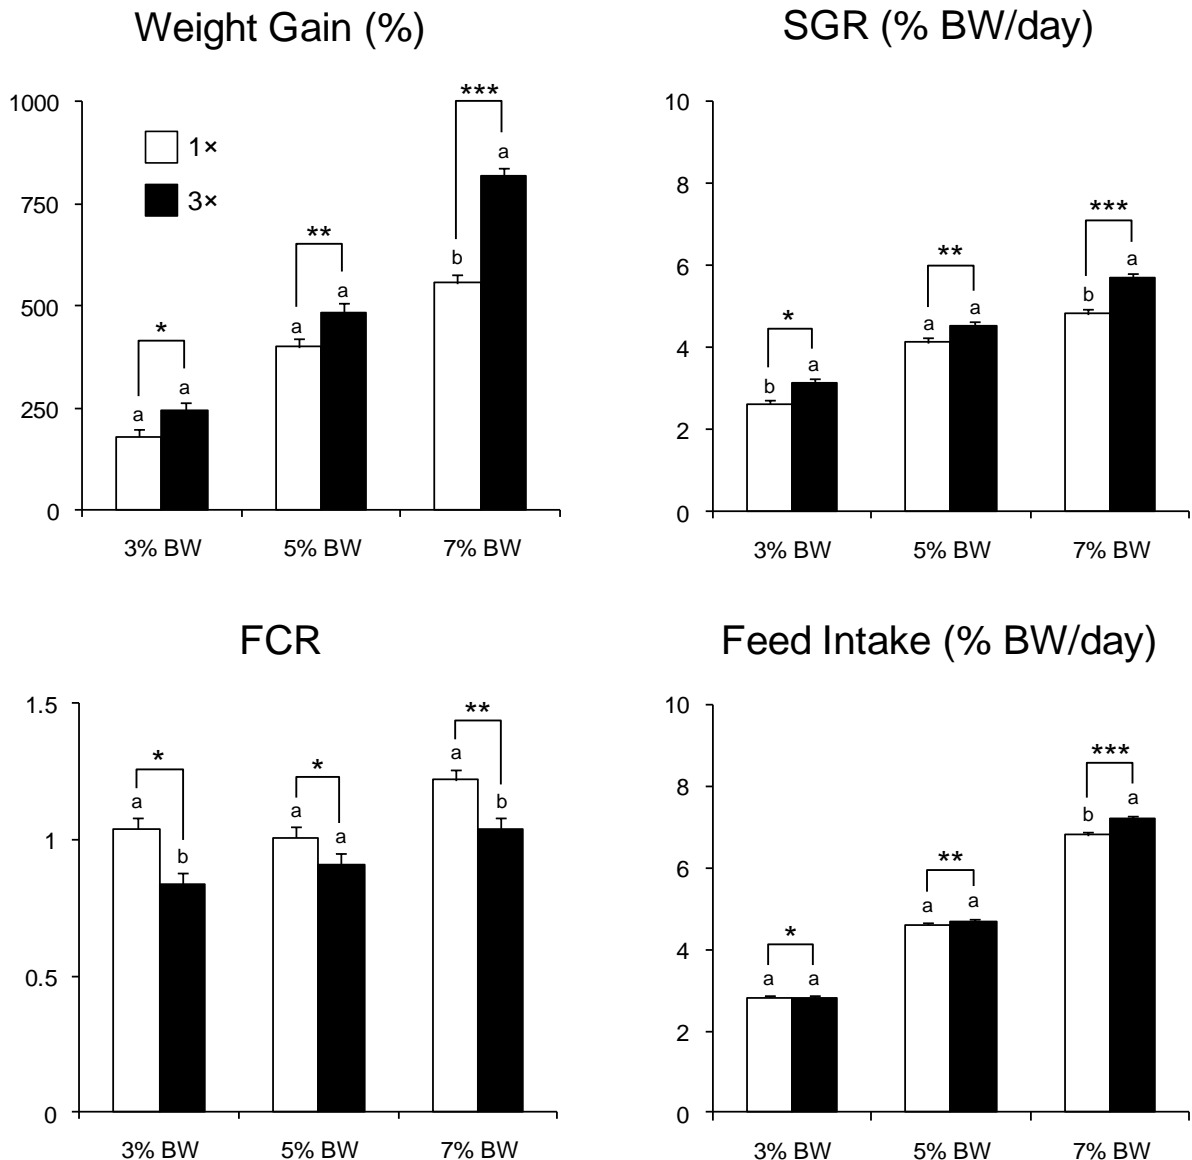 Weight Gain (%)
1000
750
500
250
0
1×
3×
*
**
***
a
a
a
a
b
a
3% BW
5% BW
7% BW
SGR (% BW/day)
10
8
6
4
2
0
*
**
***
b
a
a
a
b
a
3% BW
5% BW
7% BW
FCR
1.5
1
0.5
0
*
*
**
a
b
a
a
a
b
3% BW
5% BW
7% BW
Feed Intake (% BW/day)
10
8
6
4
2
0
*
**
***
a
a
a
a
b
a
3% BW
5% BW
7% BW